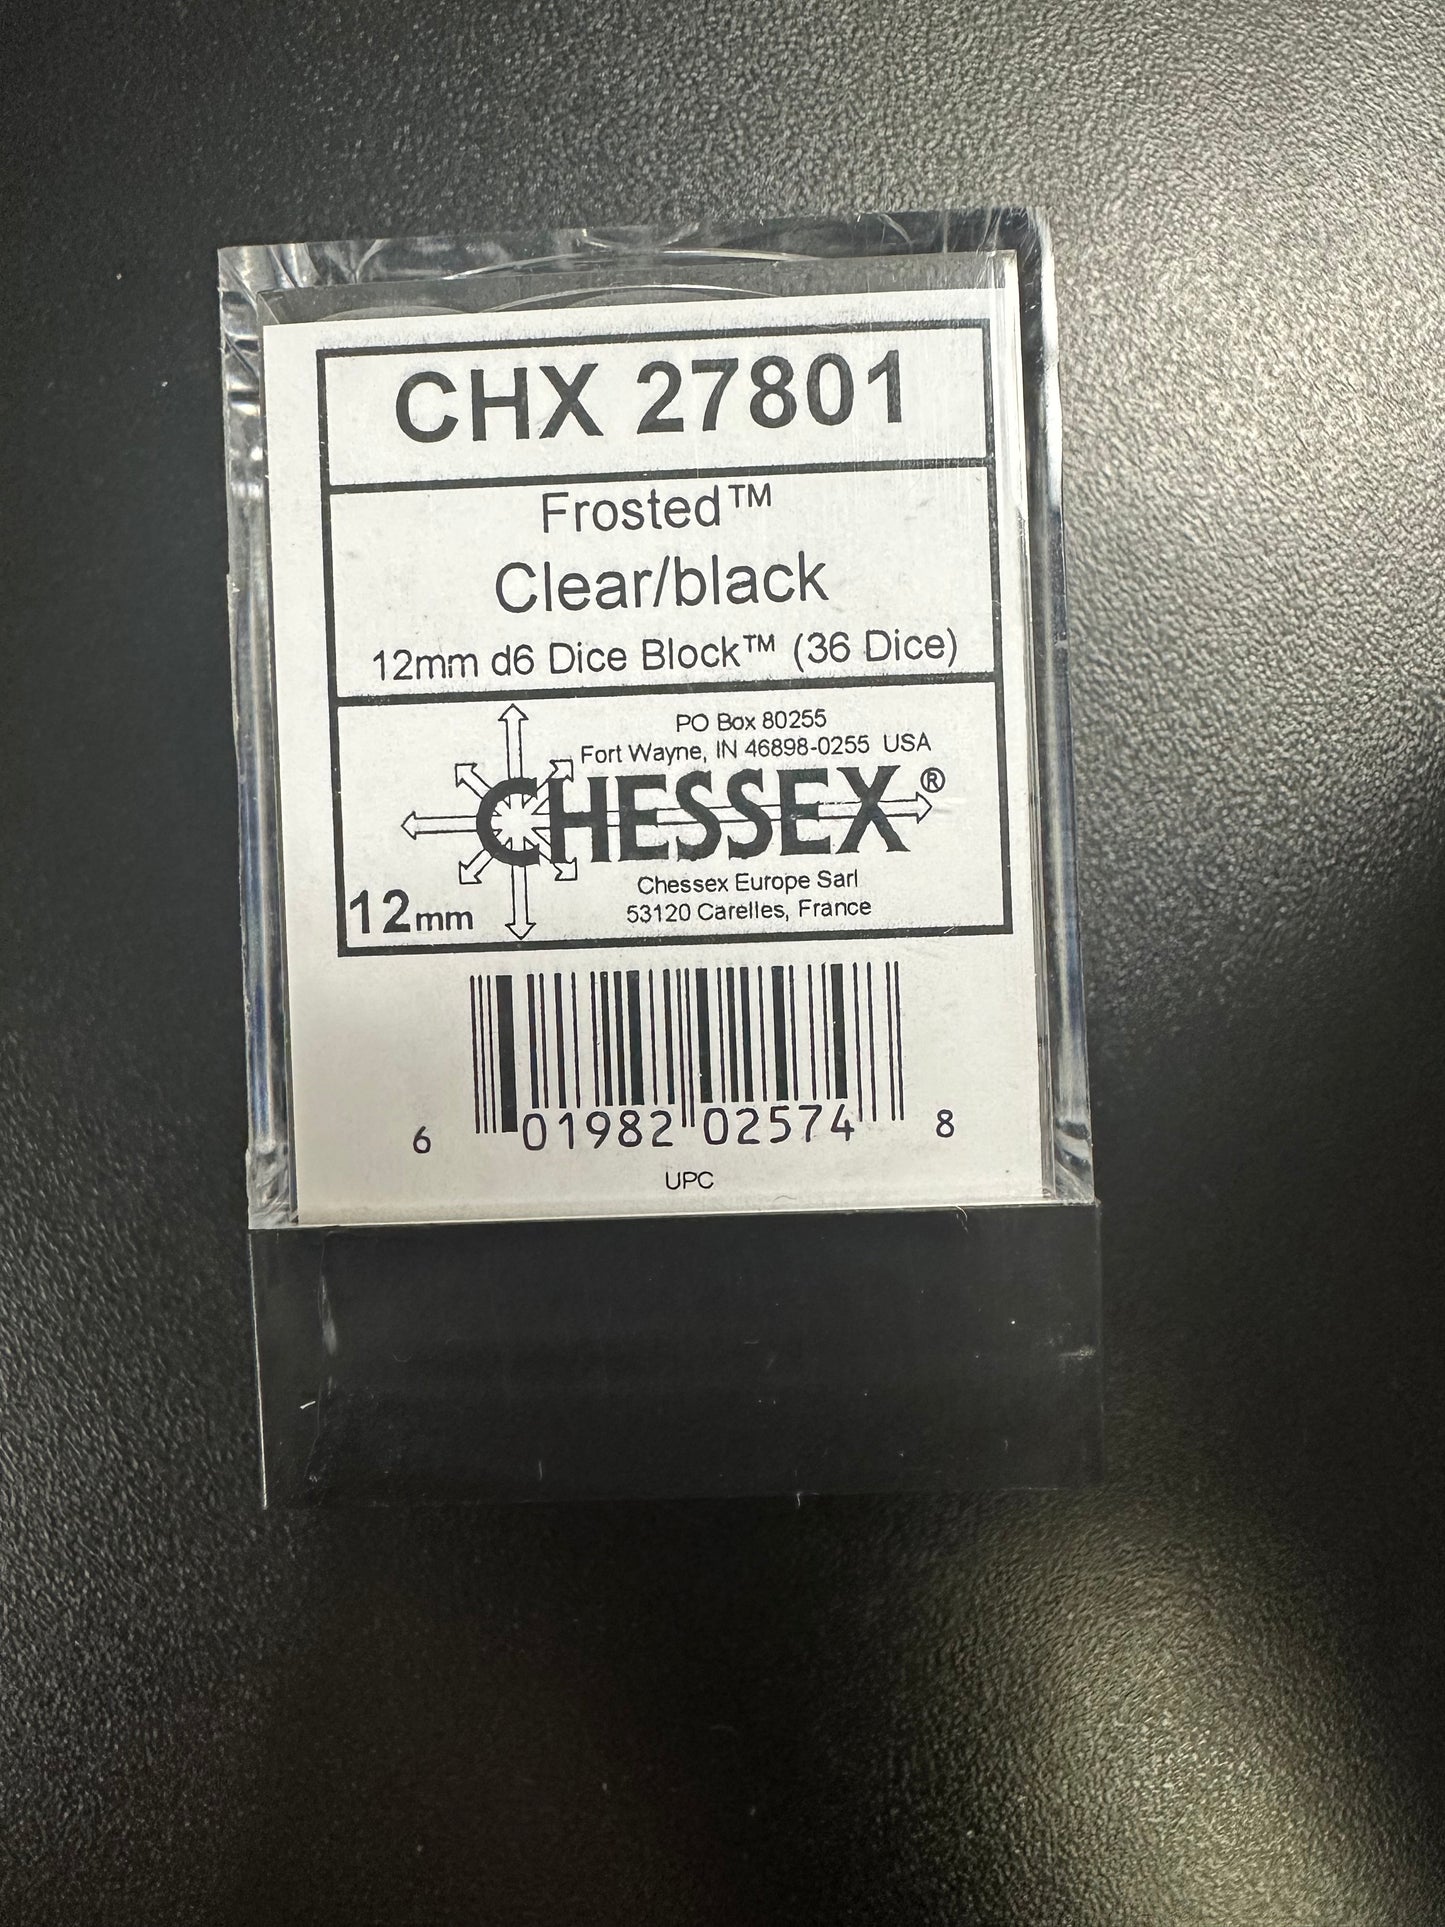 CHX 27801
Frosted™
Clear/black
12mm d6 Dice Block™ (36 Dice)
PO Box 80255
Fort Wayne, IN 46898-0255 USA
CHESSEX®
Chessex Europe Sarl
53120 Carelles, France
12mm
6 01982 02574 8
UPC